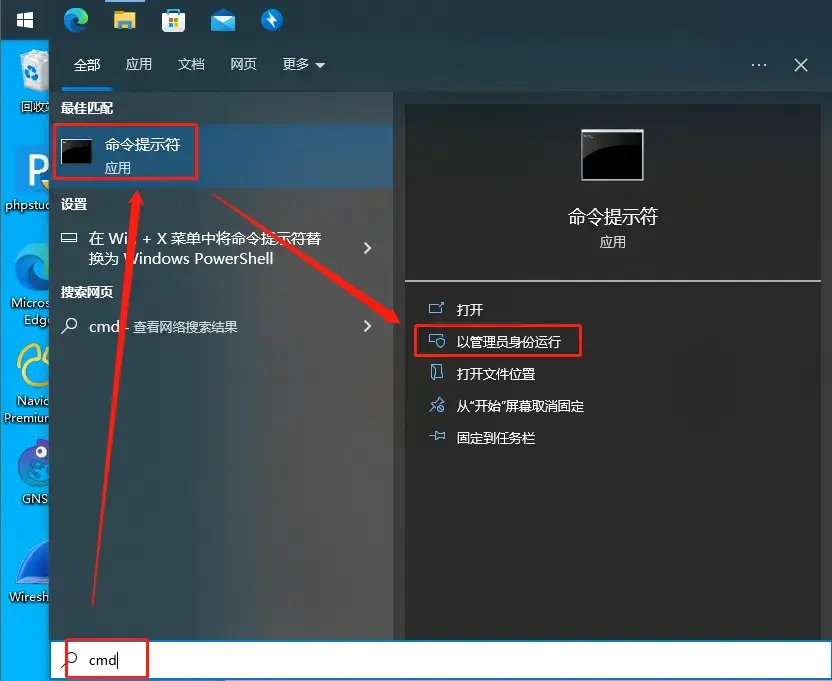 全部
应用
文档
网页
更多
最佳匹配
命令提示符
应用
设置
在 Win + X 菜单中将命令提示符替
换为 Windows PowerShell
搜索网页
cmd - 查看网络搜索结果
命令提示符
应用
打开
以管理员身份运行
打开文件位置
从“开始”屏幕取消固定
固定到任务栏
回收
phpstud
Micros
Edg
Navic
Premium
GNS
Wiresh
cmd